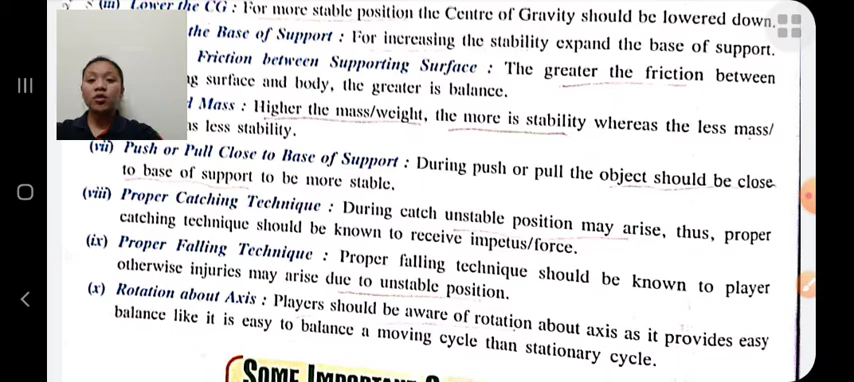 (iii) Lower the CG : For more stable position the Centre of Gravity should be lowered down.
the Base of Support : For increasing the stability expand the base of support.
Friction between Supporting Surface : The greater the friction between
surface and body, the greater is balance.
Mass : Higher the mass/weight, the more is stability whereas the less mass/
less stability.
(vii) Push or Pull Close to Base of Support : During push or pull the object should be close
to base of support to be more stable.
(viii) Proper Catching Technique : During catch unstable position may arise, thus, proper
catching technique should be known to receive impetus/force.
(ix) Proper Falling Technique : Proper falling technique should be known to player
otherwise injuries may arise due to unstable position.
(x) Rotation about Axis : Players should be aware of rotation about axis as it provides easy
balance like it is easy to balance a moving cycle than stationary cycle.
SOME